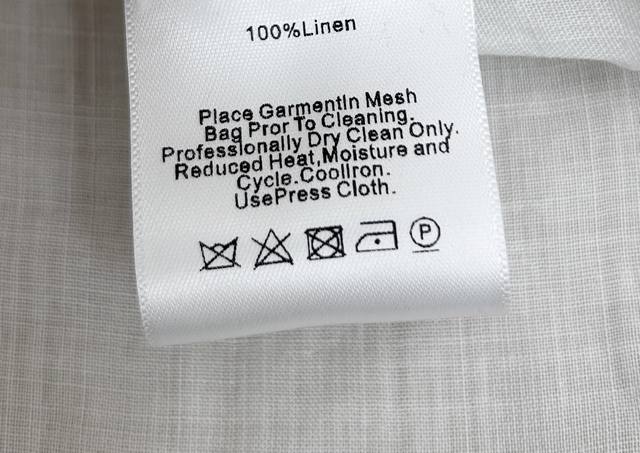 100%Linen
Place GarmentIn Mesh
Bag Pror To Cleaning.
Professionally Dry Clean Only.
Reduced Heat,Moisture and
Cycle.CoolIron.
UsePress Cloth.
P